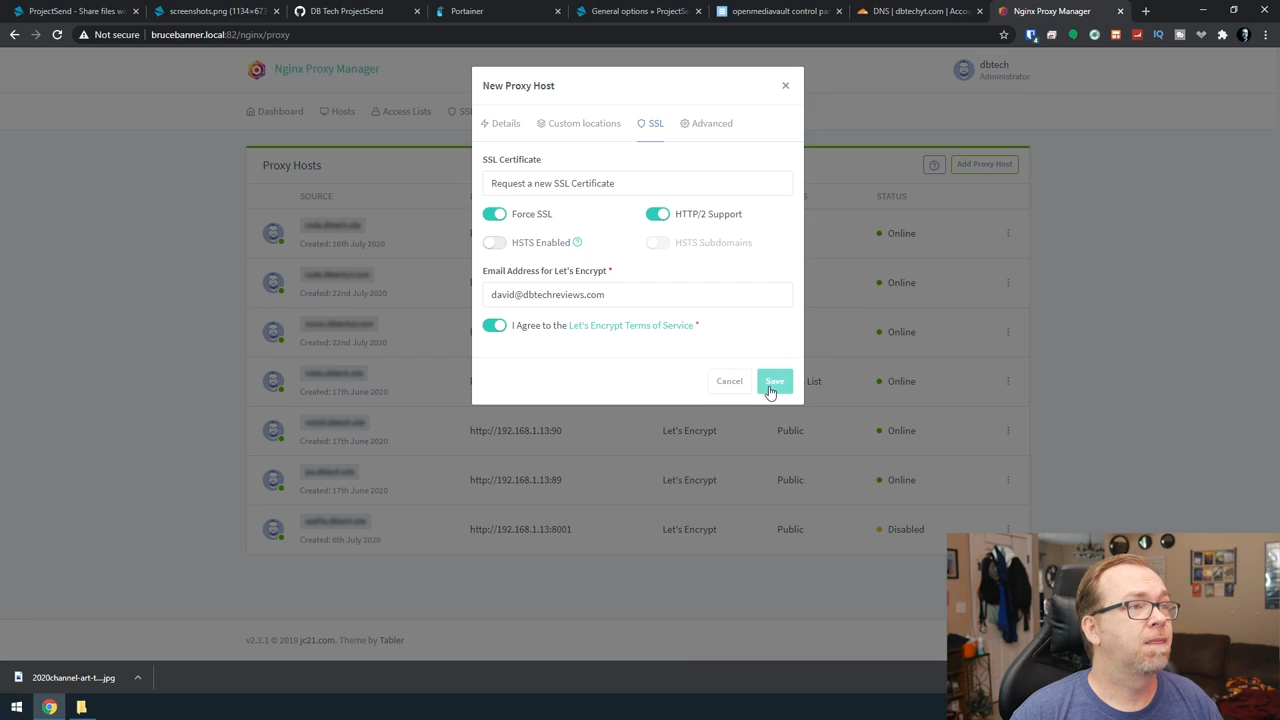 ProjectSend - Share files wi
screenshots.png (1134×673
DB Tech ProjectSend
Portainer
General options » ProjectSe
openmediavault control pan
DNS | dbtechyt.com | Accou
Nginx Proxy Manager
Not secure | brucebanner.local:82/nginx/proxy
Nginx Proxy Manager
dbtech
Administrator
Dashboard
Hosts
Access Lists
SS
New Proxy Host
Details
Custom locations
SSL
Advanced
SSL Certificate
Request a new SSL Certificate
Force SSL
HTTP/2 Support
HSTS Enabled
HSTS Subdomains
Email Address for Let's Encrypt *
david@dbtechreviews.com
I Agree to the Let's Encrypt Terms of Service *
Cancel
Save
Proxy Hosts
Add Proxy Host
SOURCE
STATUS
Created: 16th July 2020
Online
Created: 22nd July 2020
Online
Created: 22nd July 2020
Online
Created: 17th June 2020
List
Online
Created: 17th June 2020
http://192.168.1.13:90
Let's Encrypt
Public
Online
Created: 17th June 2020
http://192.168.1.13:89
Let's Encrypt
Public
Online
Created: 6th July 2020
http://192.168.1.13:8001
Let's Encrypt
Public
Disabled
v2.3.1 © 2019 jc21.com. Theme by Tabler
2020channel-art-t....jpg